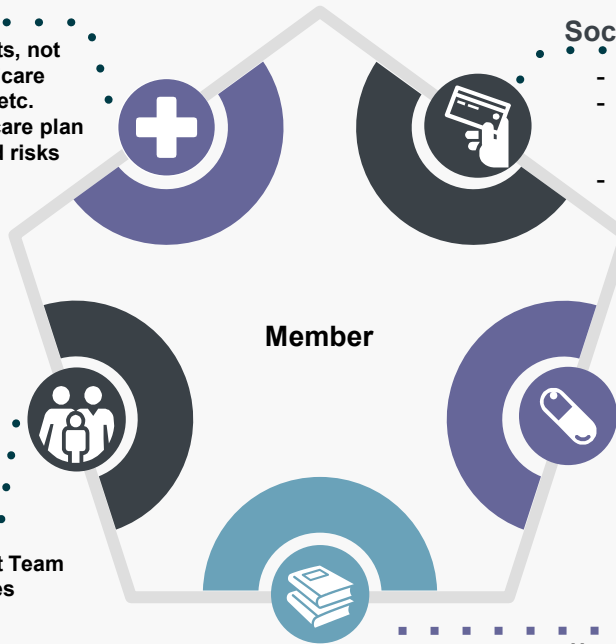 ts, not
care
etc.
care plan
risks
Soc
-
-
-
Member
t Team
es